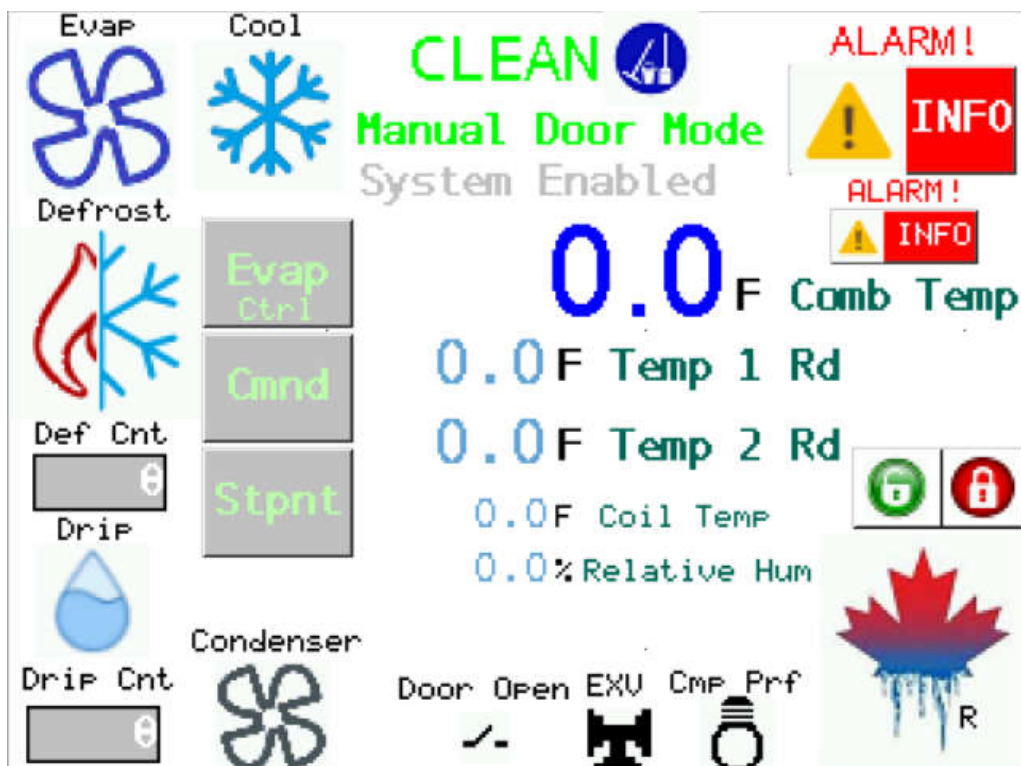 Evap
Cool
CLEAN
ALARM!
INFO
Manual Door Mode
System Enabled
ALARM!
INFO
Defrost
Evap
Ctrl
0.0 F Comb Temp
0.0 F Temp 1 Rd
Cmnd
Def Cnt
0
0.0 F Temp 2 Rd
Stpnt
0.0 F Coil Temp
Drip
0.0 % Relative Hum
Condenser
Drip Cnt
0
Door Open
EXV
Cmp Prf
R